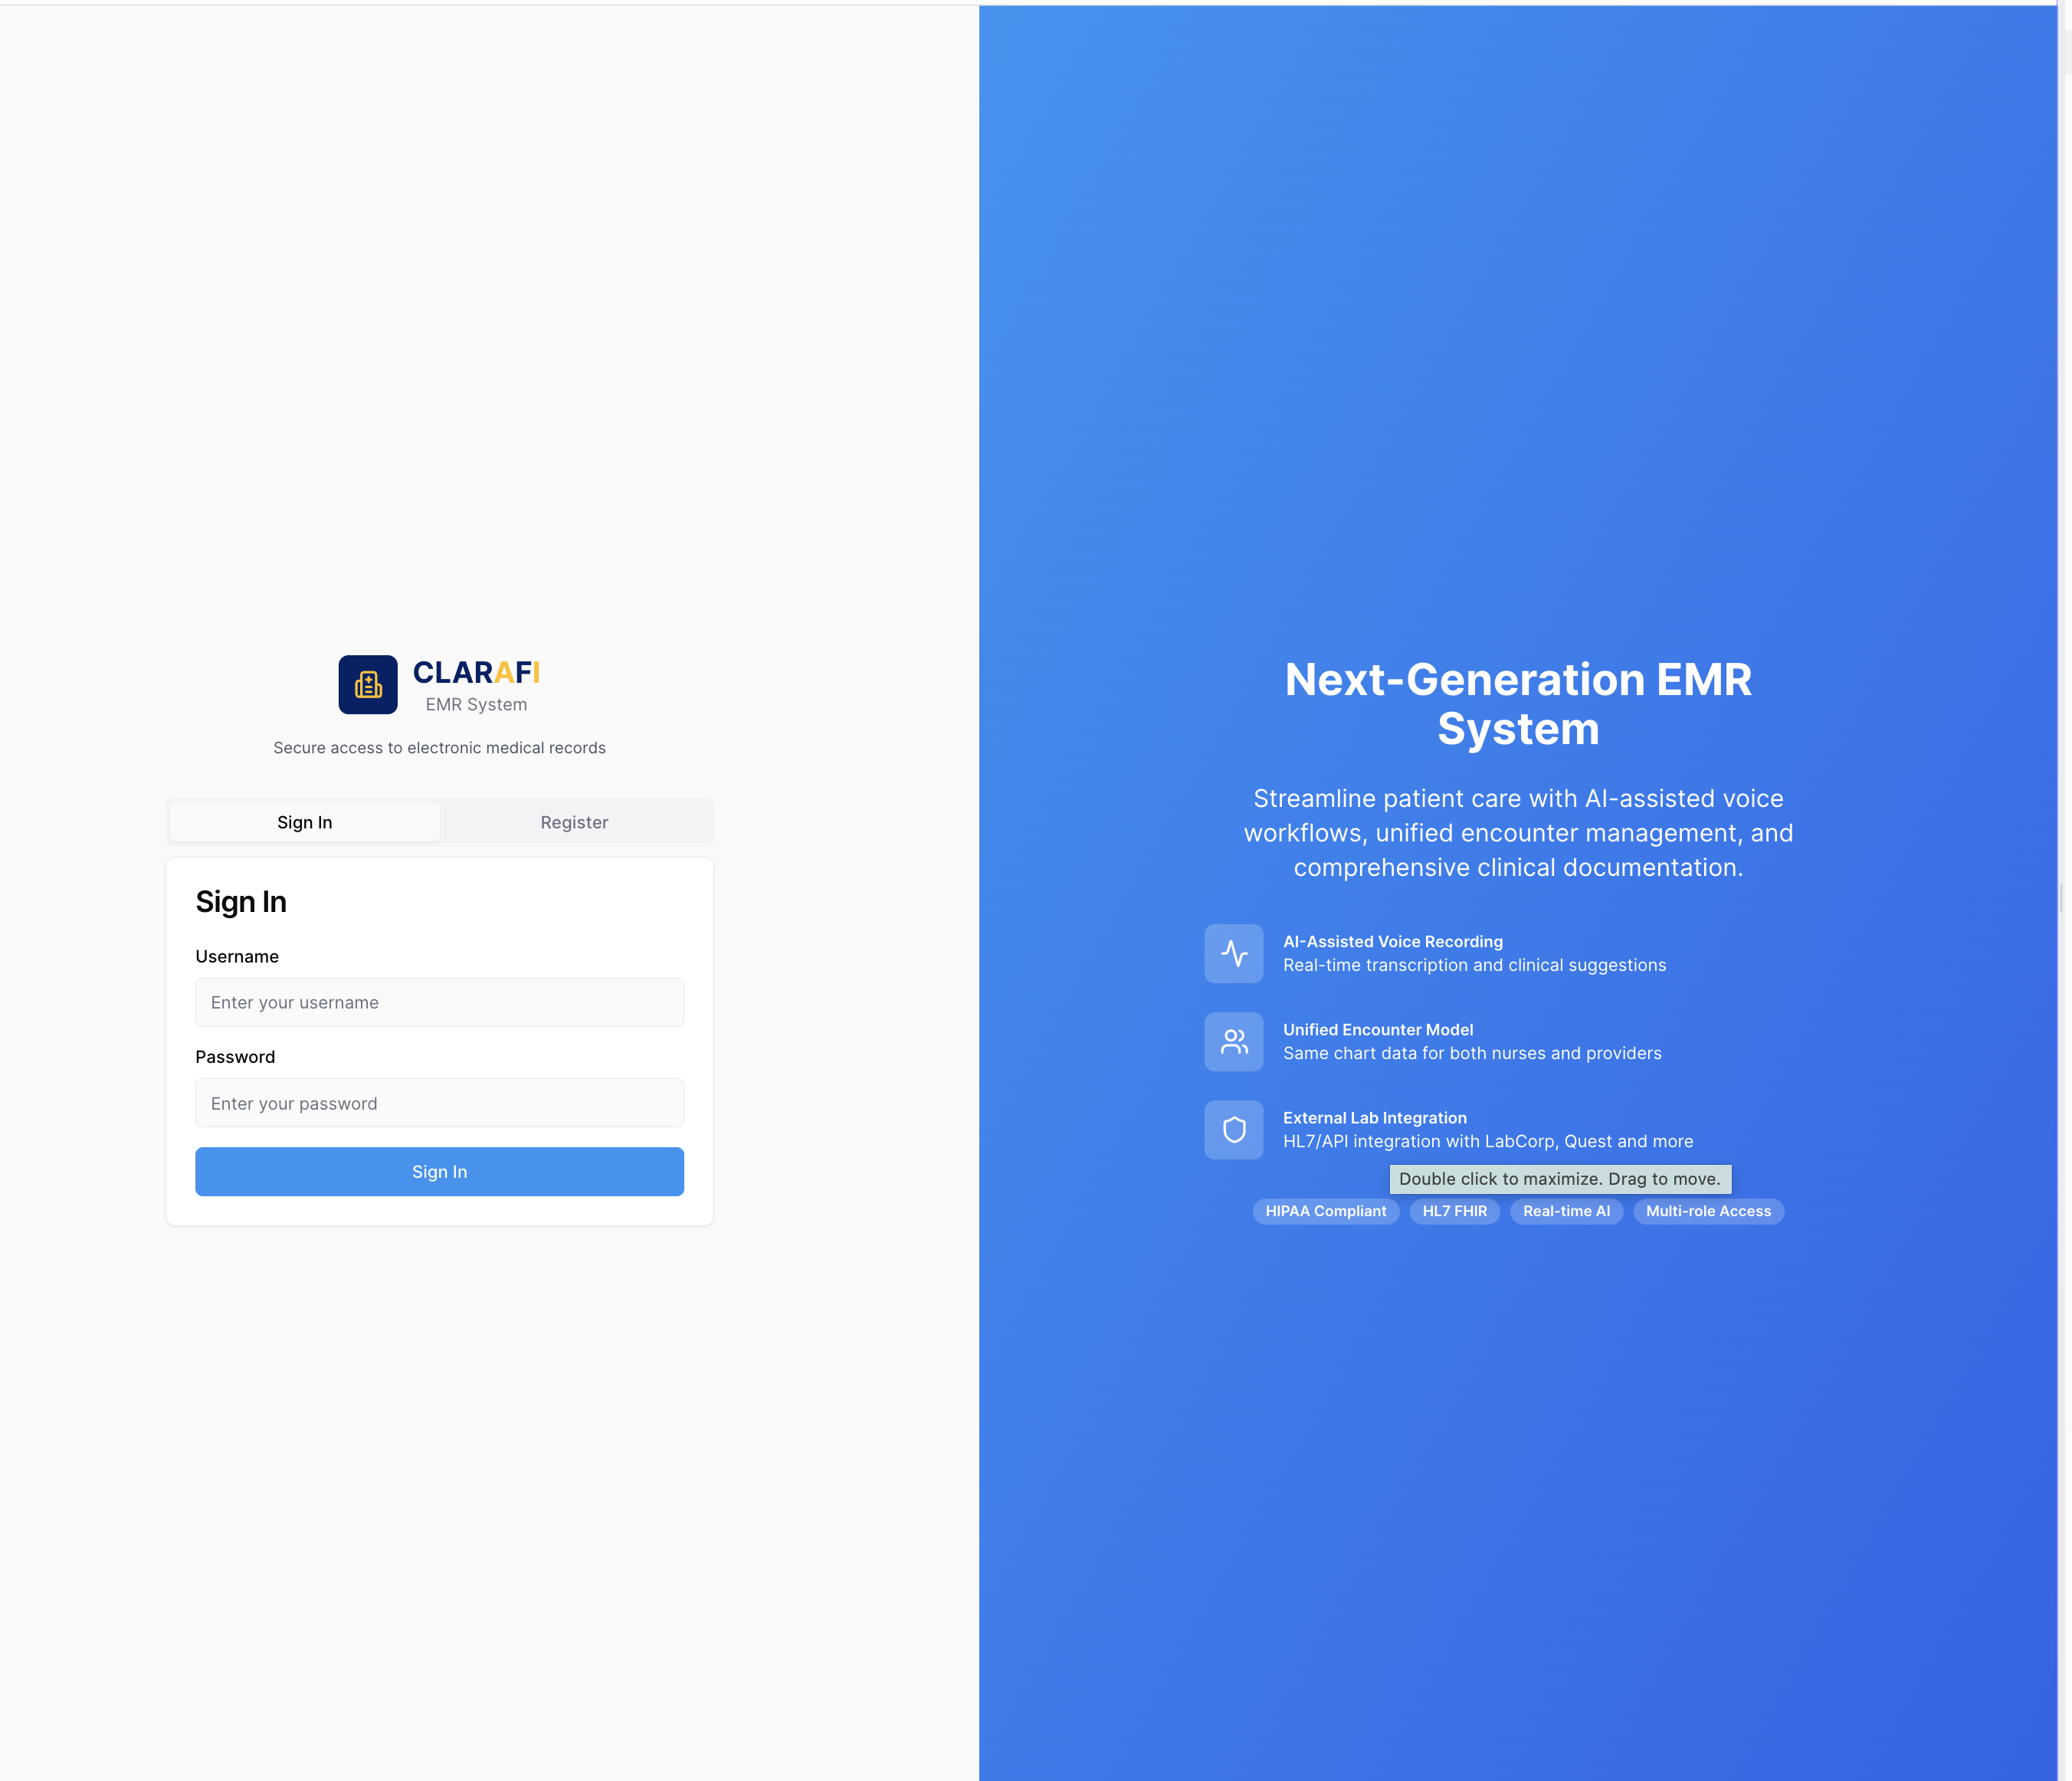 CLARAFI
EMR System
Secure access to electronic medical records
Sign In
Register
Sign In
Username
Enter your username
Password
Enter your password
Sign In
Next-Generation EMR
System
Streamline patient care with AI-assisted voice
workflows, unified encounter management, and
comprehensive clinical documentation.
AI-Assisted Voice Recording
Real-time transcription and clinical suggestions
Unified Encounter Model
Same chart data for both nurses and providers
External Lab Integration
HL7/API integration with LabCorp, Quest and more
Double click to maximize. Drag to move.
HIPAA Compliant
HL7 FHIR
Real-time AI
Multi-role Access